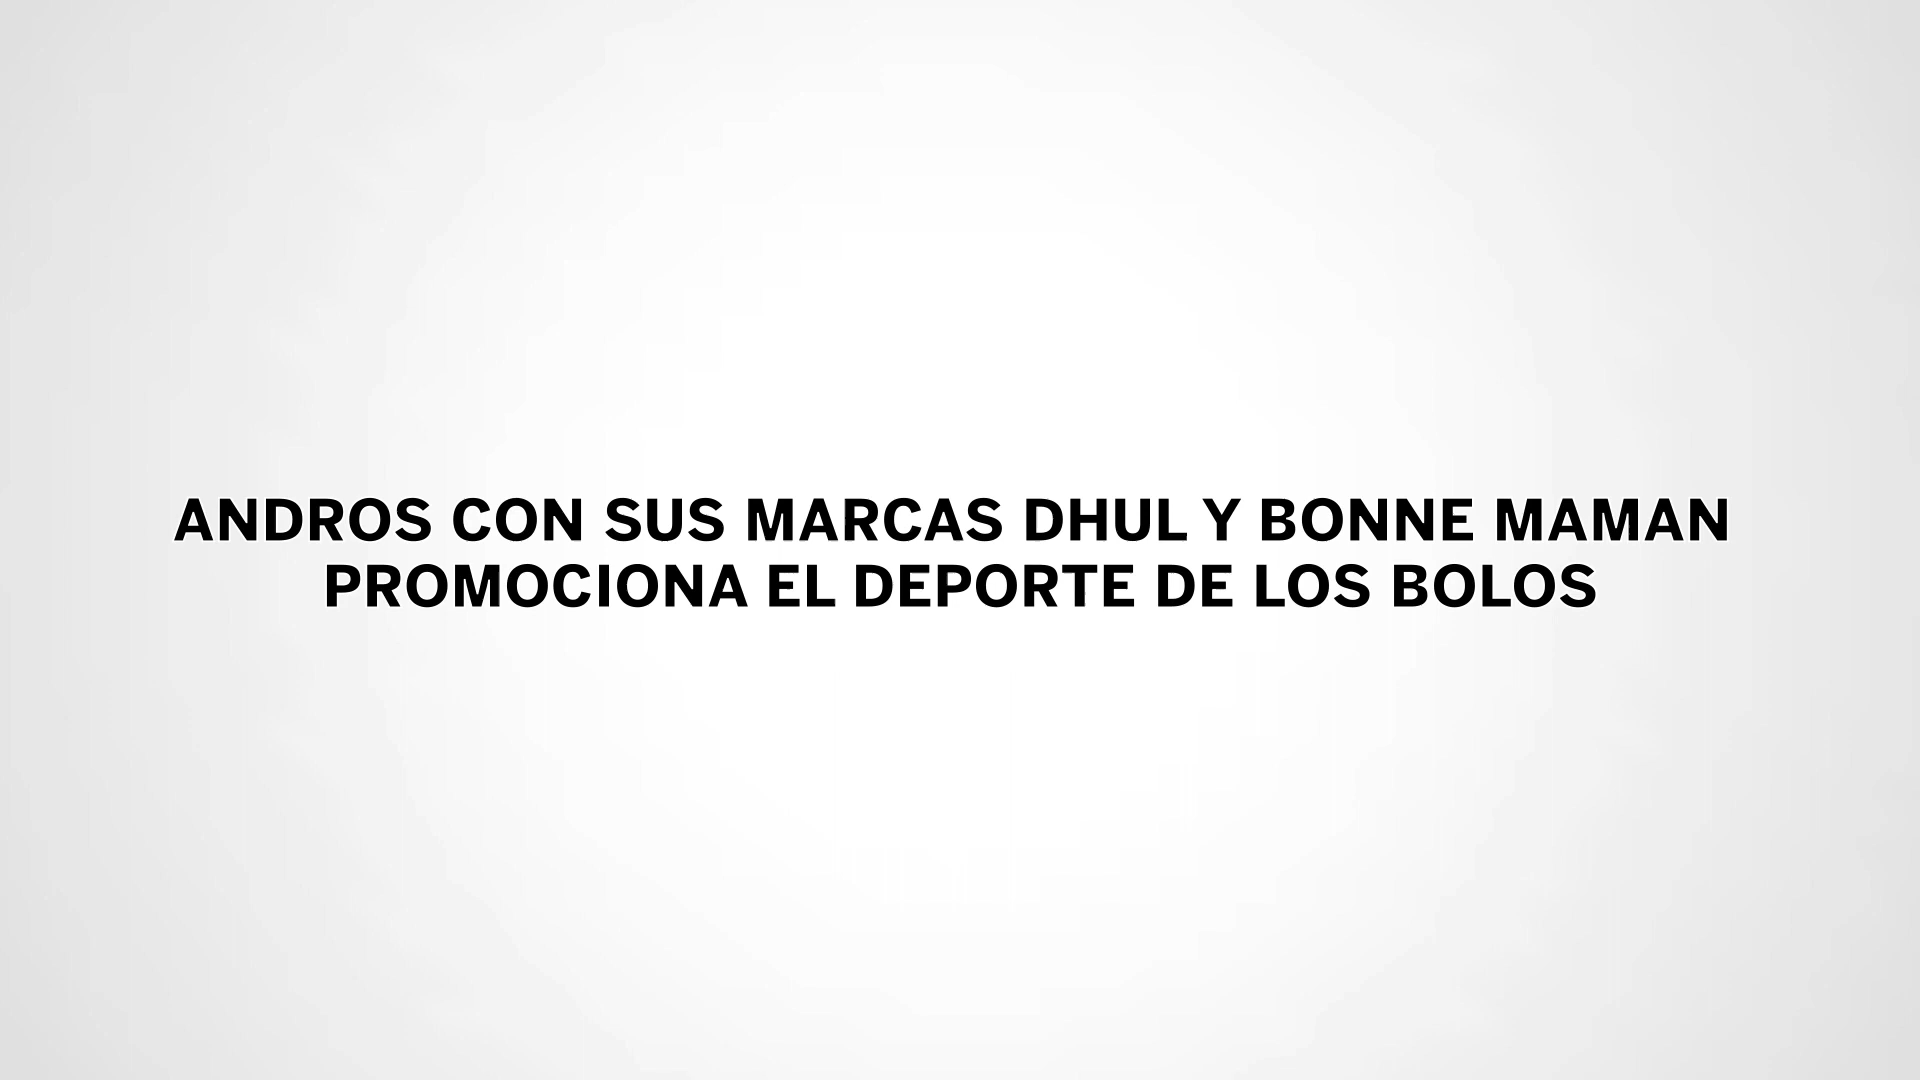 ANDROS CON SUS MARCAS DHUL Y BONNE MAMAN
PROMOCIONA EL DEPORTE DE LOS BOLOS